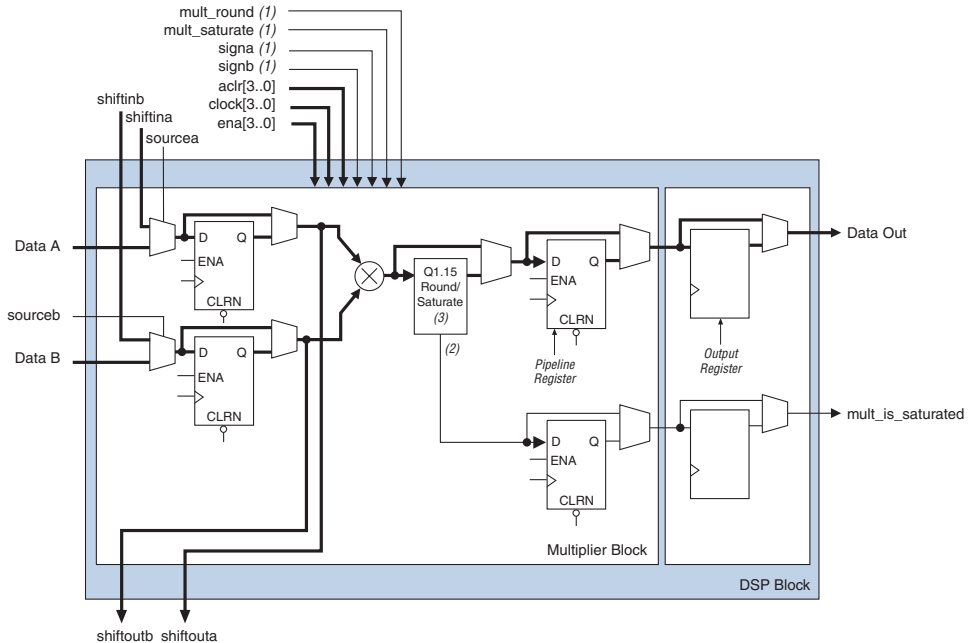 mult_round (1)
mult_saturate (1)
signa (1)
signb (1)
aclr[3..0]
clock[3..0]
ena[3..0]
shiftinb
shiftina
sourcea
Data A
D Q
ENA
CLRN
sourceb
Data B
D Q
ENA
CLRN
Q1.15
Round/
Saturate
(3)
(2)
D Q
ENA
CLRN
Pipeline
Register
Output
Register
Data Out
D Q
ENA
CLRN
mult_is_saturated
Multiplier Block
DSP Block
shiftoutb shiftouta